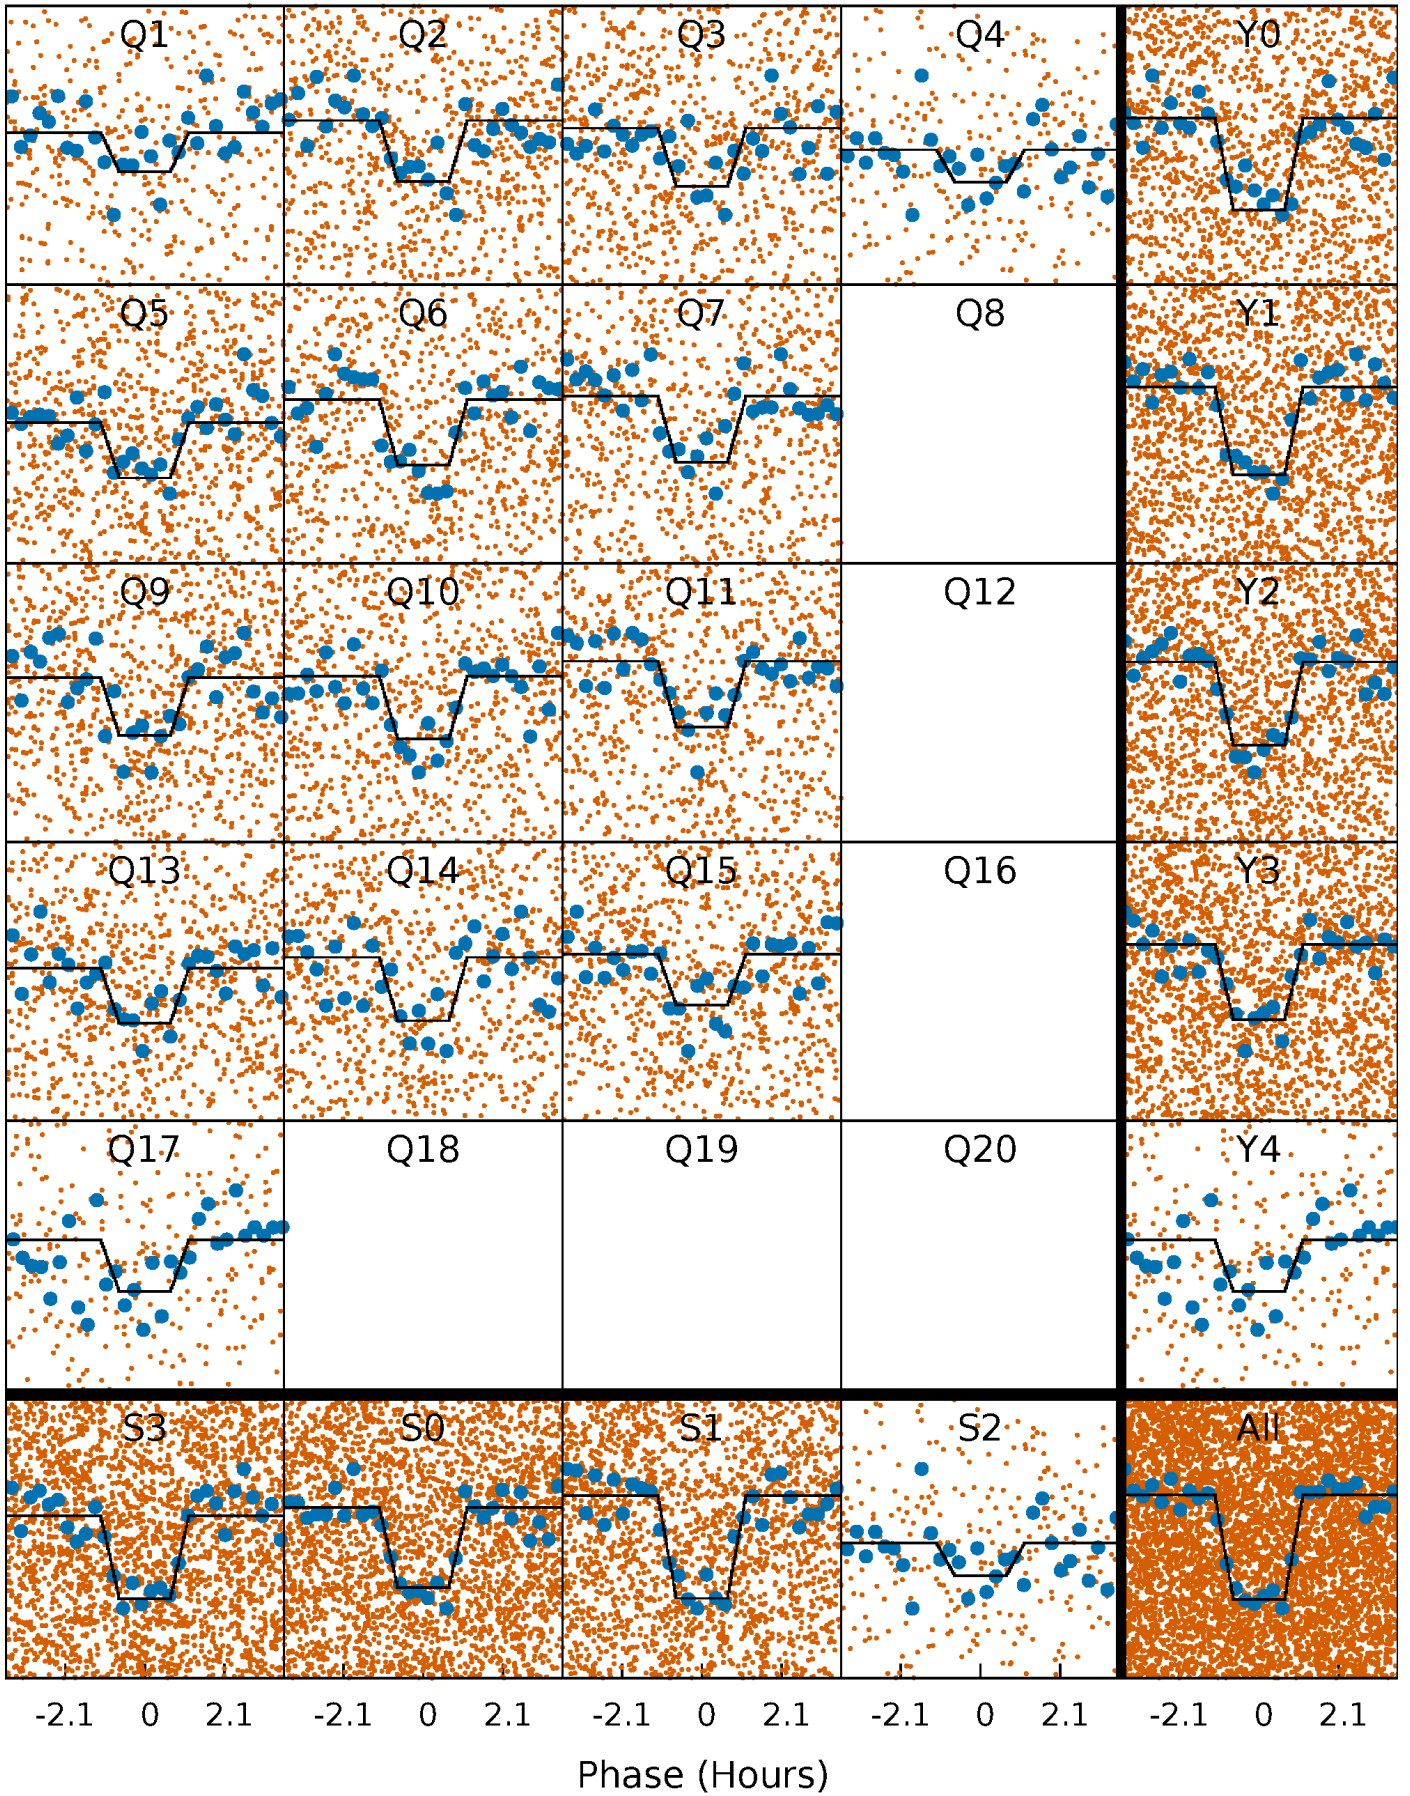 Q1 Q2 Q3 Q4 Y0
Q5 Q6 Q7 Q8 Y1
Q9 Q10 Q11 Q12 Y2
Q13 Q14 Q15 Q16 Y3
Q17 Q18 Q19 Q20 Y4
S3 S0 S1 S2 All
-2.1 0 2.1 -2.1 0 2.1 -2.1 0 2.1 -2.1 0 2.1 -2.1 0 2.1
Phase (Hours)